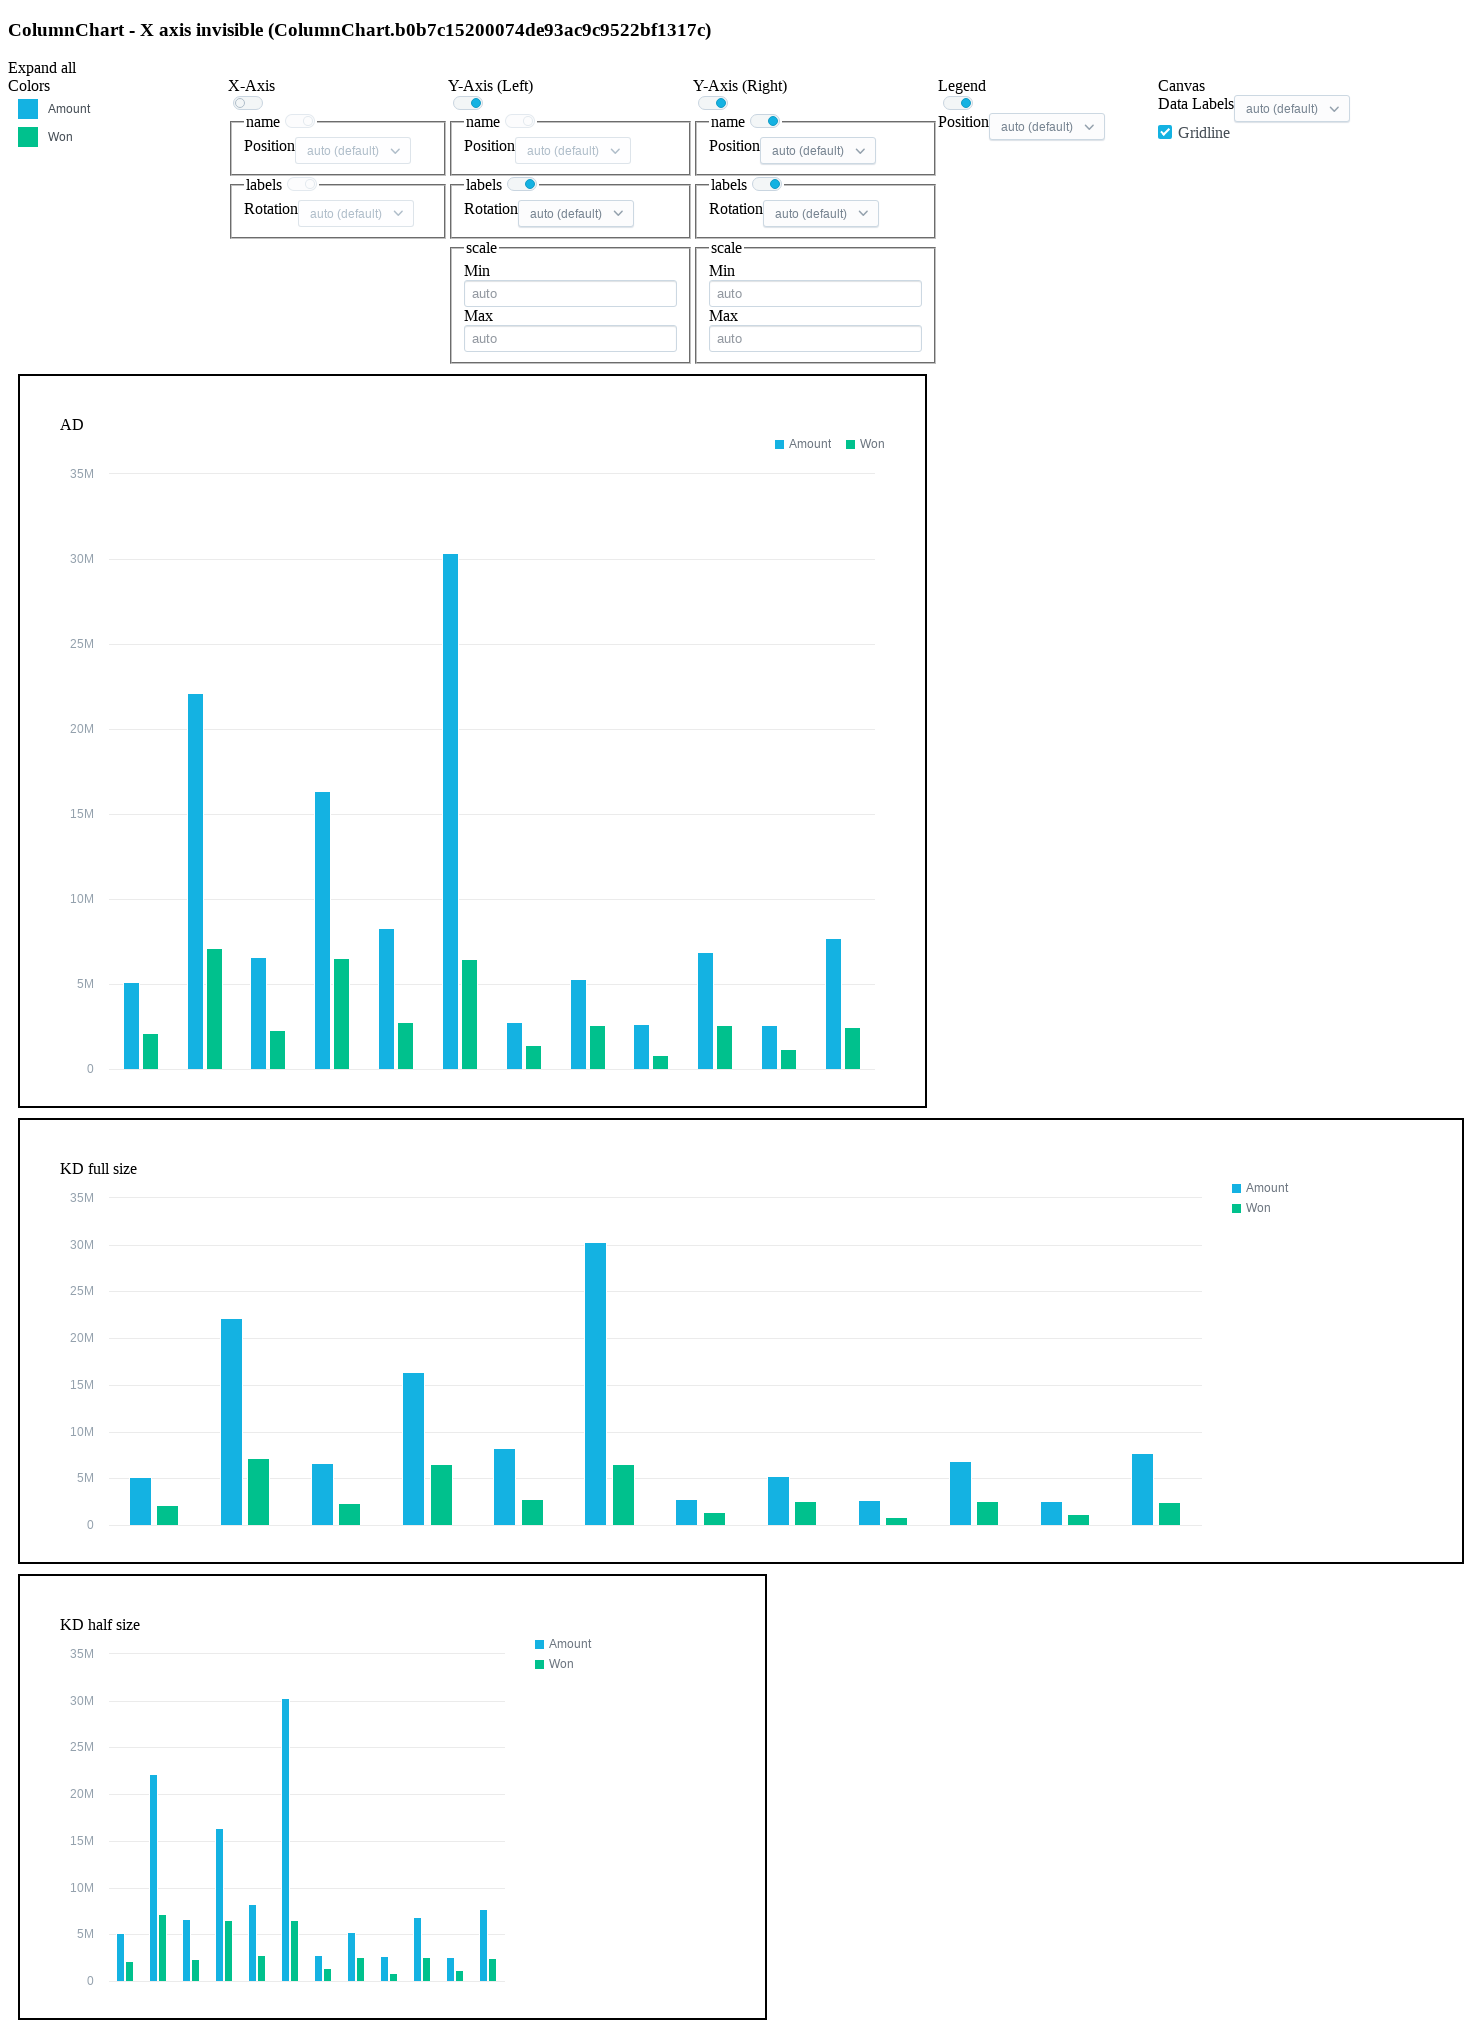 ColumnChart - X axis invisible (ColumnChart.b0b7c15200074de93ac9c9522bf1317c)
Expand all
Colors
Amount
Won
X-Axis
name
Position auto (default)
labels
Rotation auto (default)
Y-Axis (Left)
name
Position auto (default)
labels
Rotation auto (default)
scale
Min
auto
Max
auto
Y-Axis (Right)
name
Position auto (default)
labels
Rotation auto (default)
scale
Min
auto
Max
auto
Legend
Position auto (default)
Canvas
Data Labels auto (default)
Gridline
AD
Amount Won
35M
30M
25M
20M
15M
10M
5M
0
KD full size
Amount
Won
35M
30M
25M
20M
15M
10M
5M
0
KD half size
Amount
Won
35M
30M
25M
20M
15M
10M
5M
0